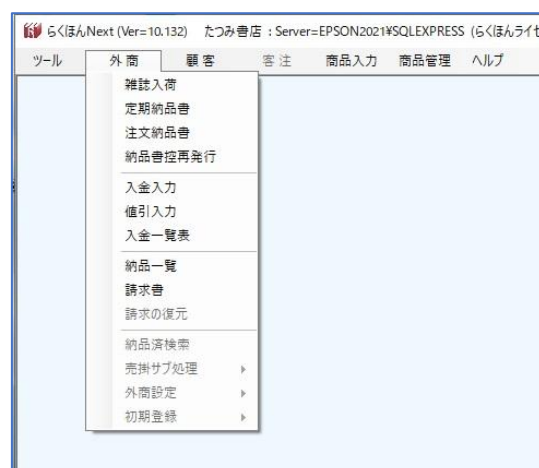 らくほんNext (Ver=10.132) たつみ書店 : Server=EPSON2021¥SQLEXPRESS (らくほんライセ
ツール 外商 顧客 客注 商品入力 商品管理 ヘルプ
雑誌入荷
定期納品書
注文納品書
納品書控再発行
入金入力
値引入力
入金一覧表
納品一覧
請求書
請求の復元
納品済検索
売掛サブ処理
外商設定
初期登録